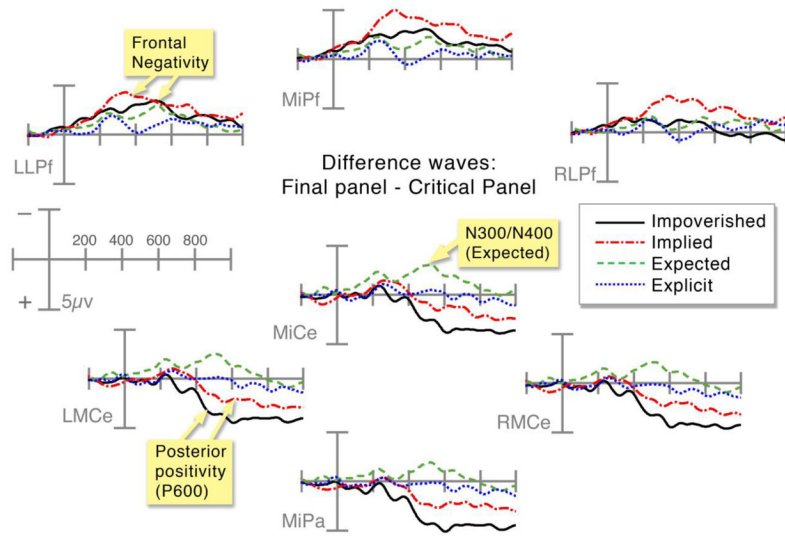 Frontal
Negativity
MiPf
LLPf
RLPf
Difference waves:
Final panel - Critical Panel
−
200 400 600 800
+ 5μv
N300/N400
(Expected)
Impoverished
Implied
Expected
Explicit
MiCe
LMCe
RMCe
Posterior
positivity
(P600)
MiPa